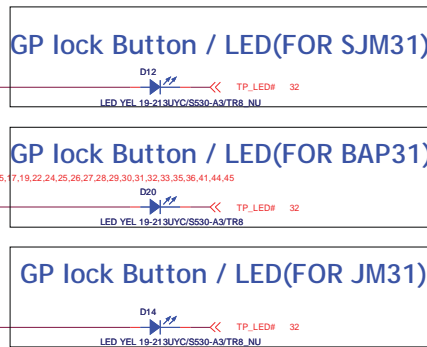 GP lock Button / LED(FOR SJM31)
D12
TP_LED# 32
LED YEL 19-213UYC/S530-A3/TR8_NU
GP lock Button / LED(FOR BAP31)
5,17,19,22,24,25,26,27,28,29,30,31,32,33,35,36,41,44,45
D20
TP_LED# 32
LED YEL 19-213UYC/S530-A3/TR8
GP lock Button / LED(FOR JM31)
D14
TP_LED# 32
LED YEL 19-213UYC/S530-A3/TR8_NU